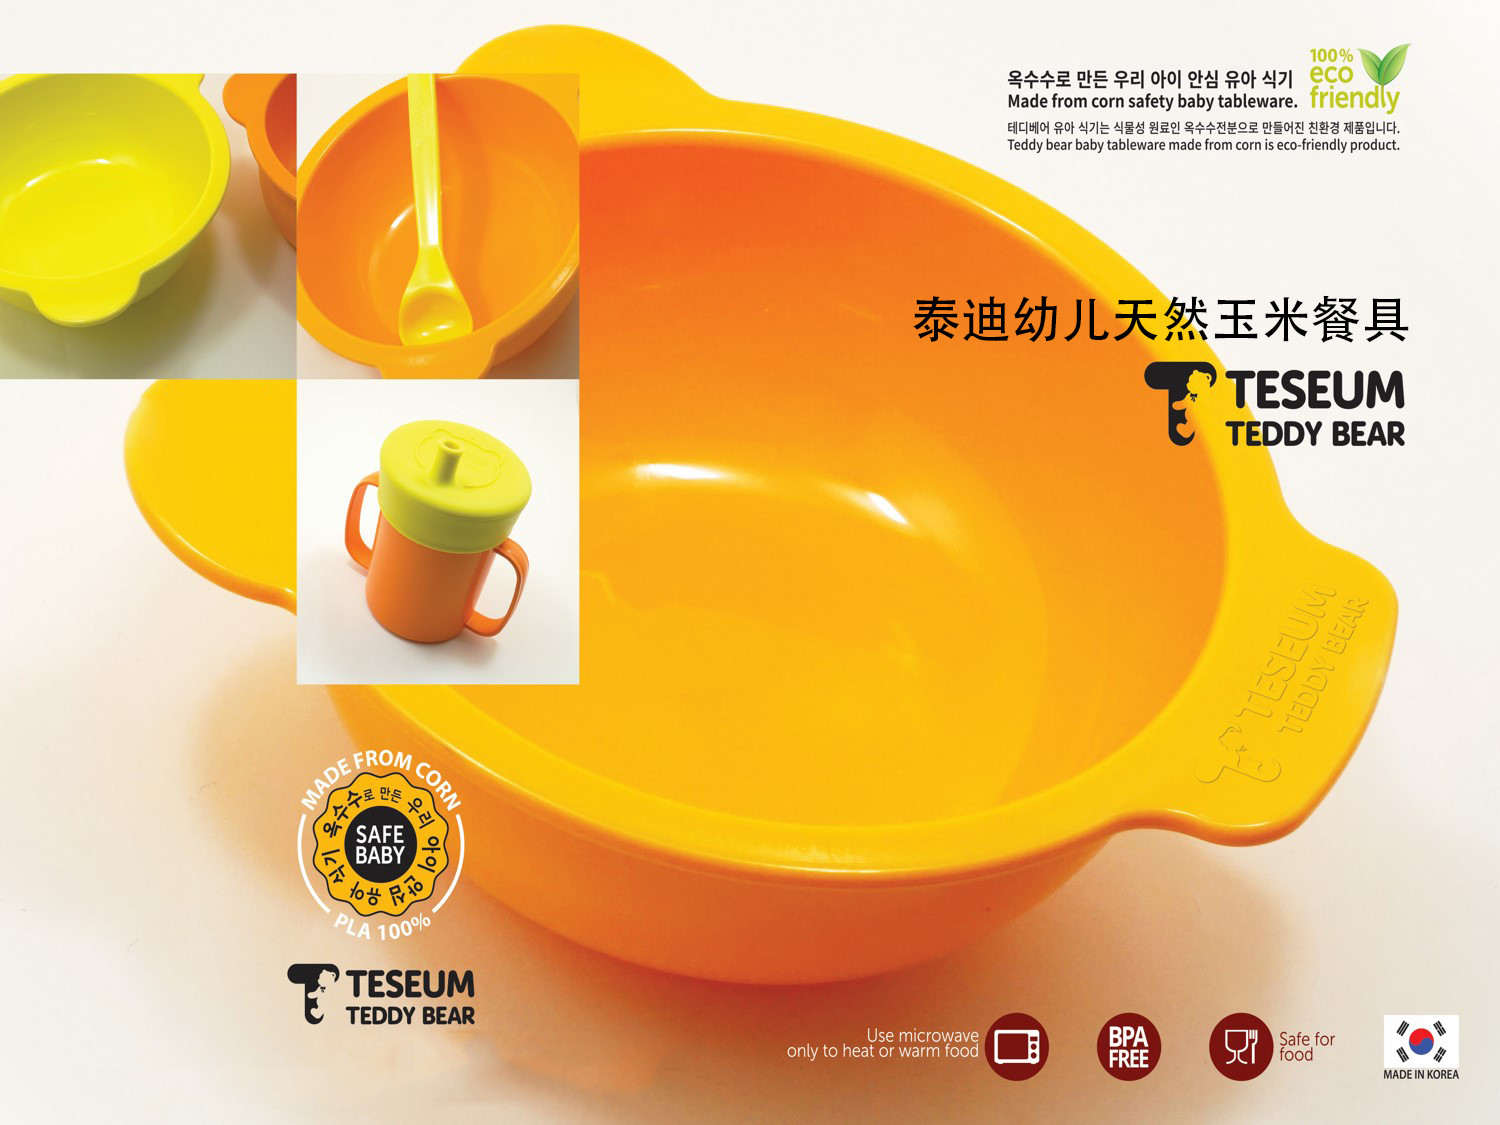 옥수수로 만든 우리 아이 안심 유아 식기
Made from corn safety baby tableware.
100%
eco
friendly
테디베어 유아 식기는 식물성 원료인 옥수수전분으로 만들어진 친환경 제품입니다.
Teddy bear baby tableware made from corn is eco-friendly product.
泰迪幼儿天然玉米餐具
TESEUM
TEDDY BEAR
TESEUM
TEDDY BEAR
MADE FROM CORN
옥수수로 만든 우리 아이 안심 유아 식기
SAFE
BABY
PLA 100%
TESEUM
TEDDY BEAR
Use microwave
only to heat or warm food
BPA
FREE
Safe for
food
MADE IN KOREA